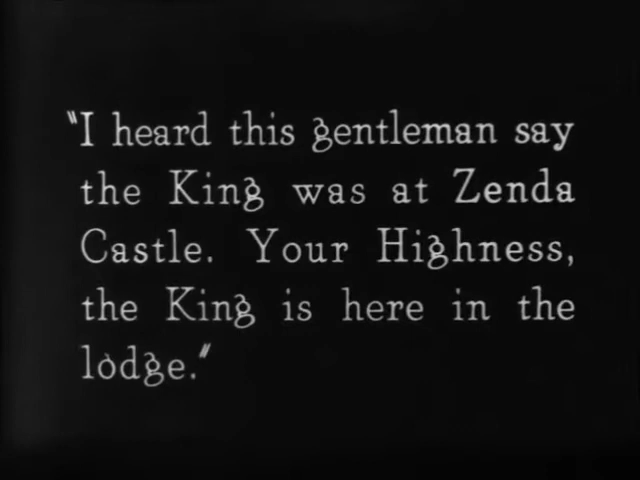 "I heard this gentleman say
the King was at Zenda
Castle. Your Highness,
the King is here in the
lodge."